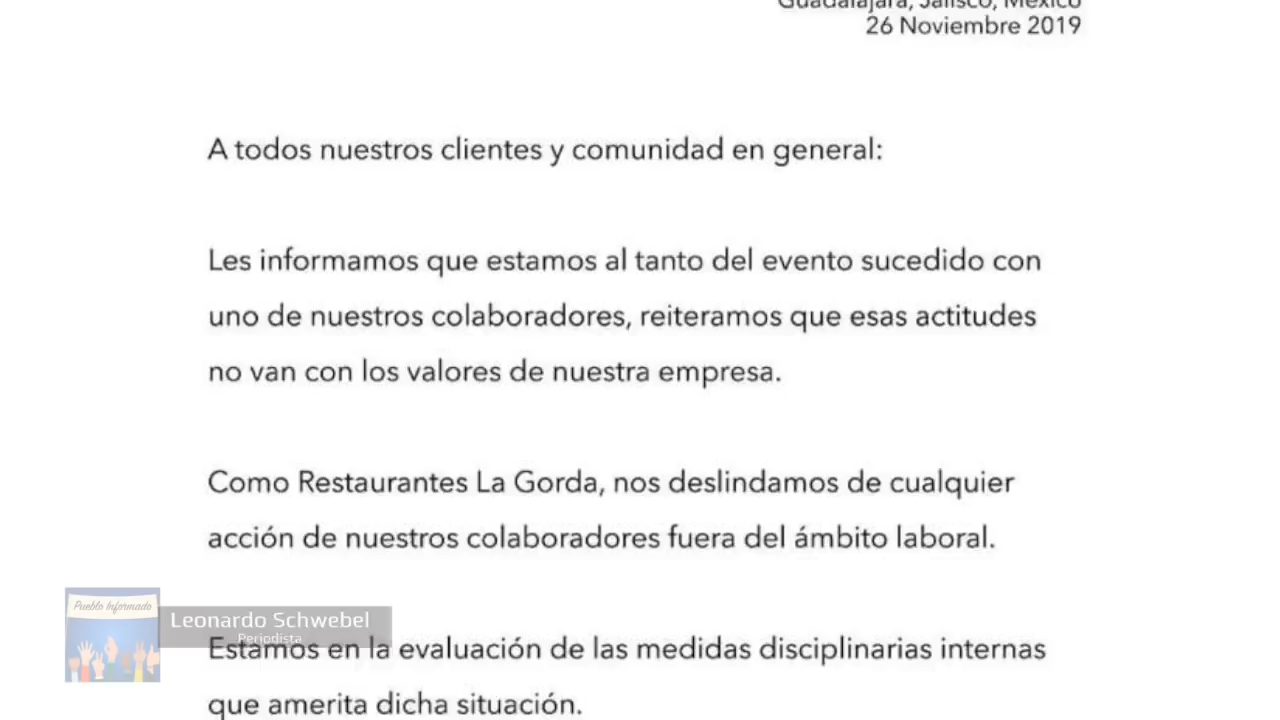 Guadalajara, Jalisco, México
26 Noviembre 2019
A todos nuestros clientes y comunidad en general:
Les informamos que estamos al tanto del evento sucedido con
uno de nuestros colaboradores, reiteramos que esas actitudes
no van con los valores de nuestra empresa.
Como Restaurantes La Gorda, nos deslindamos de cualquier
acción de nuestros colaboradores fuera del ámbito laboral.
Pueblo Informado
Leonardo Schwebel
Periodista
Estamos en la evaluación de las medidas disciplinarias internas
que amerita dicha situación.